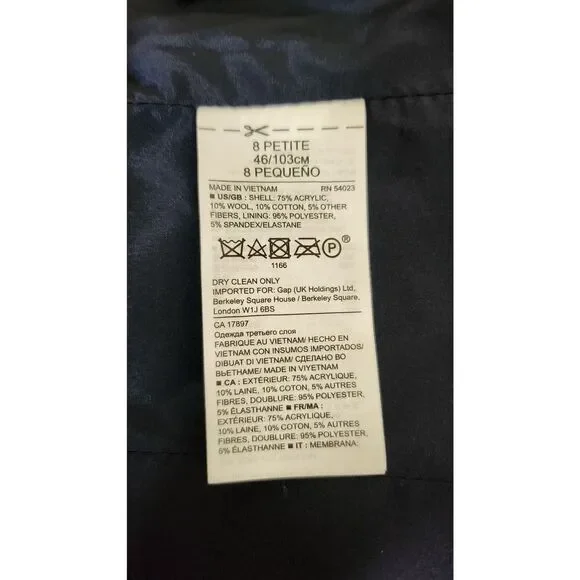 8 PETITE
46/103CM
8 PEQUEÑO
MADE IN VIETNAM RN 54023
■ US/GB : SHELL: 75% ACRYLIC,
10% WOOL, 10% COTTON, 5% OTHER
FIBERS, LINING: 95% POLYESTER,
5% SPANDEX/ELASTANE
P ®
1166
DRY CLEAN ONLY
IMPORTED FOR: Gap (UK Holdings) Ltd,
Berkeley Square House / Berkeley Square,
London W1J 6BS
CA 17897
Одежда третьего слоя
FABRIQUE AU VIETNAM/ HECHO EN
VIETNAM CON INSUMOS IMPORTADOS/
DIBUAT DI VIETNAM/ СДЕЛАНО ВО
ВЬЕТНАМЕ/ MADE IN VIYETNAM
■ CA : EXTÉRIEUR: 75% ACRYLIQUE,
10% LAINE, 10% COTON, 5% AUTRES
FIBRES, DOUBLURE: 95% POLYESTER,
5% ÉLASTHANNE ■ FR/MA :
EXTÉRIEUR: 75% ACRYLIQUE,
10% LAINE, 10% COTON, 5% AUTRES
FIBRES, DOUBLURE: 95% POLYESTER,
5% ÉLASTHANNE ■ IT : MEMBRANA: